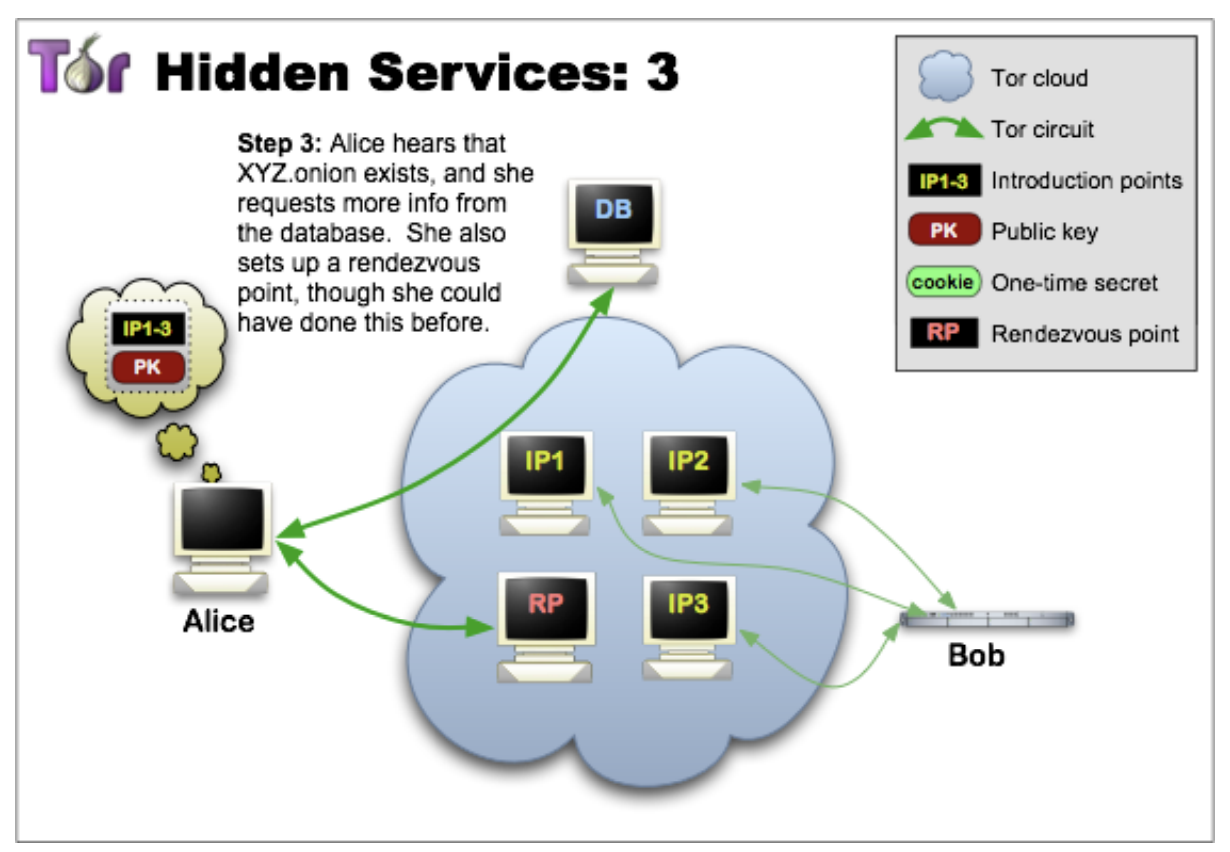 Tor Hidden Services: 3
Step 3: Alice hears that
XYZ.onion exists, and she
requests more info from
the database. She also
sets up a rendezvous
point, though she could
have done this before.
Tor cloud
Tor circuit
IP1-3 Introduction points
PK Public key
cookie One-time secret
RP Rendezvous point
DB
IP1-3
PK
IP1
IP2
RP
IP3
Alice
Bob